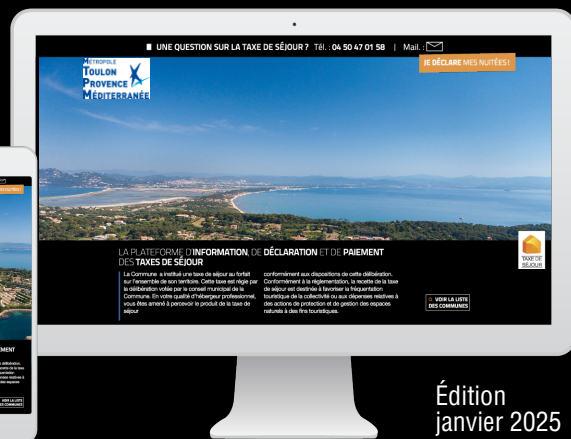 UNE QUESTION SUR LA TAXE DE SÉJOUR ? Tél. : 04 50 47 01 58 | Mail. :
JE DÉCLARE MES NUITÉES !
MÉTROPOLE
TOULON
PROVENCE
MÉDITERRANÉE
LA PLATEFORME D'INFORMATION, DE DÉCLARATION ET DE PAIEMENT
DES TAXES DE SÉJOUR
La Commune a institué une taxe de séjour au forfait
sur l'ensemble de son territoire. Cette taxe est régie par
la délibération votée par le conseil municipal de la
Commune. En votre qualité d'hébergeur professionnel,
vous êtes amené à percevoir le produit de la taxe de
séjour
conformément aux dispositions de cette délibération.
Conformément à la réglementation, la recette de la taxe
de séjour est destinée à favoriser la fréquentation
touristique de la collectivité ou aux dépenses relatives à
des actions de protection et de gestion des espaces
naturels à des fins touristiques.
TAXE DE
SÉJOUR
VOIR LA LISTE
DES COMMUNES
EMENT
VOIR LA LISTE
DES COMMUNES
Édition
janvier 2025